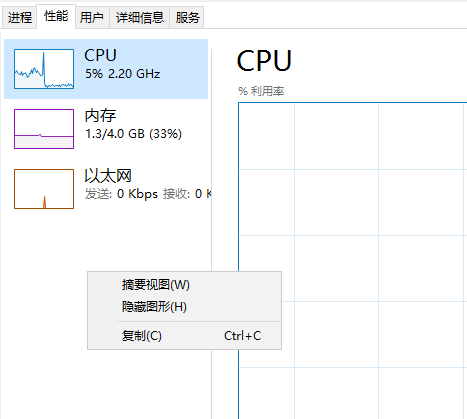 进程 性能 用户 详细信息 服务
CPU
5% 2.20 GHz
内存
1.3/4.0 GB (33%)
以太网
发送: 0 Kbps 接收: 0 K
CPU
% 利用率
摘要视图(W)
隐藏图形(H)
复制(C) Ctrl+C